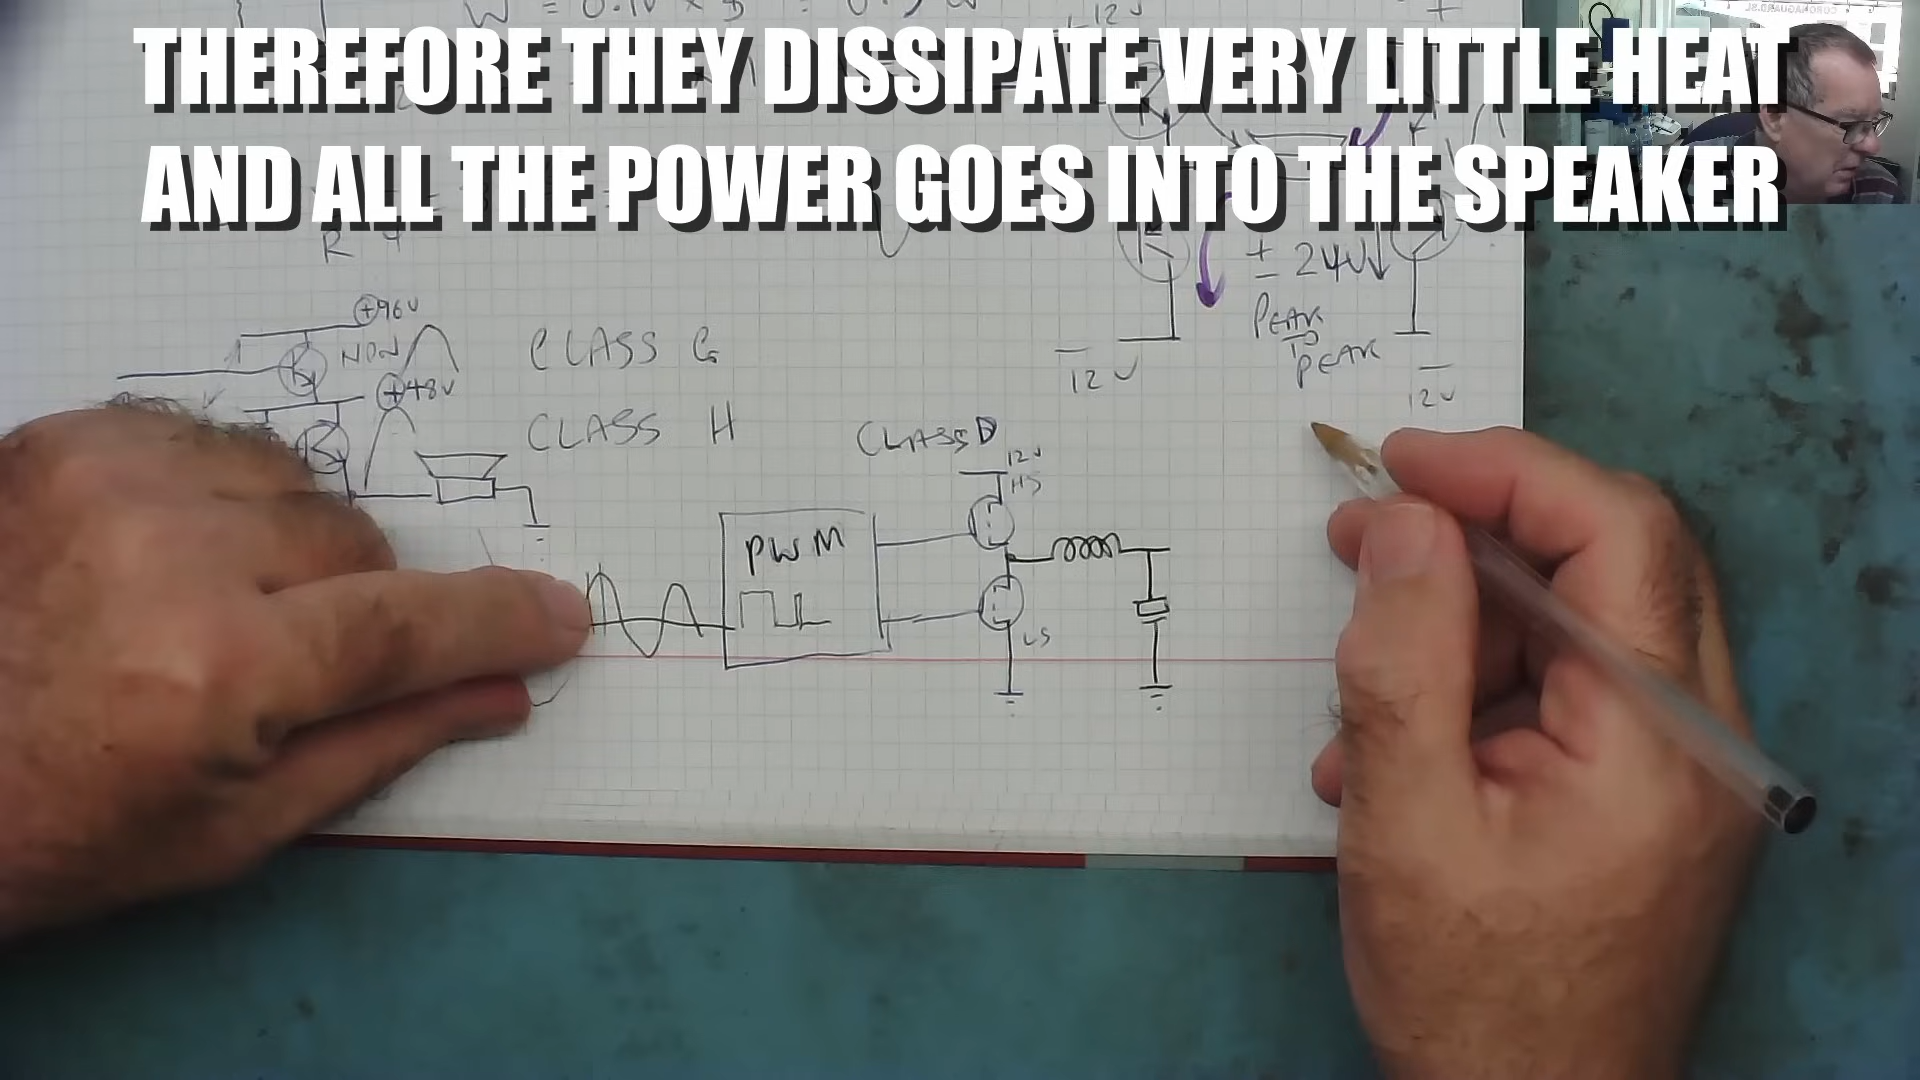 THEREFORE THEY DISSIPATE VERY LITTLE HEAT
AND ALL THE POWER GOES INTO THE SPEAKER
12V
R
+96V
NPN
+48V
CLASS G
CLASS H
CLASS D
12V
HS
PWM
LS
± 24V
PEAK
TO
PEAK
12V
12V